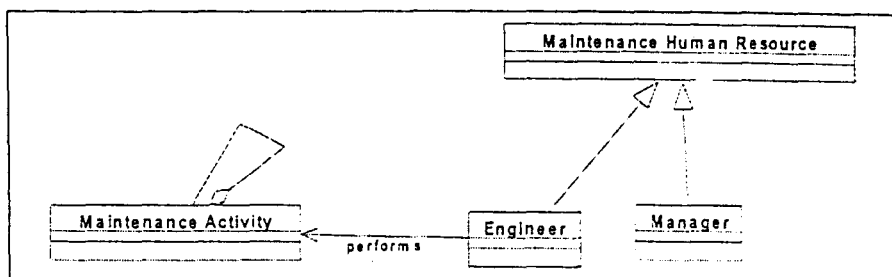 Maintenance Human Resource
Maintenance Activity
performs
Engineer
Manager